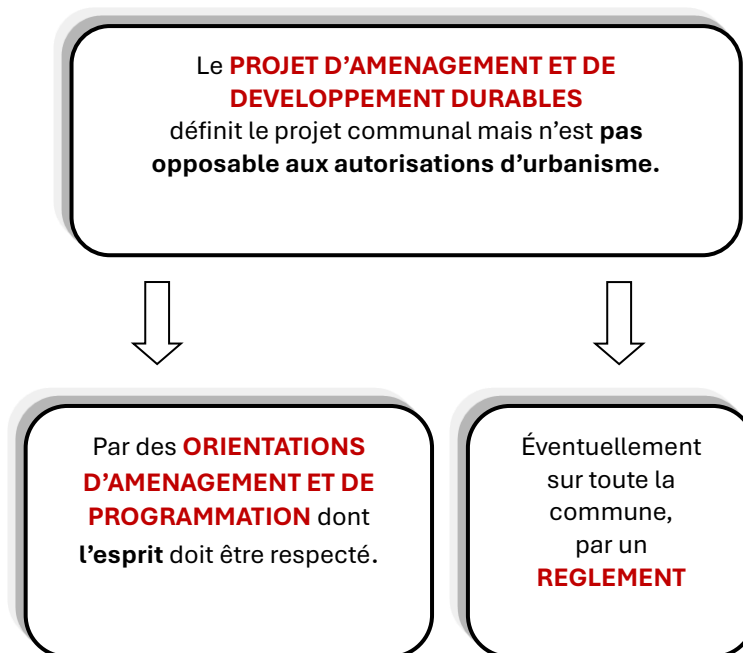 Le PROJET D’AMENAGEMENT ET DE
DEVELOPPEMENT DURABLES
définit le projet communal mais n’est pas
opposable aux autorisations d’urbanisme.
Par des ORIENTATIONS
D’AMENAGEMENT ET DE
PROGRAMMATION dont
l’esprit doit être respecté.
Éventuellement
sur toute la
commune,
par un
REGLEMENT